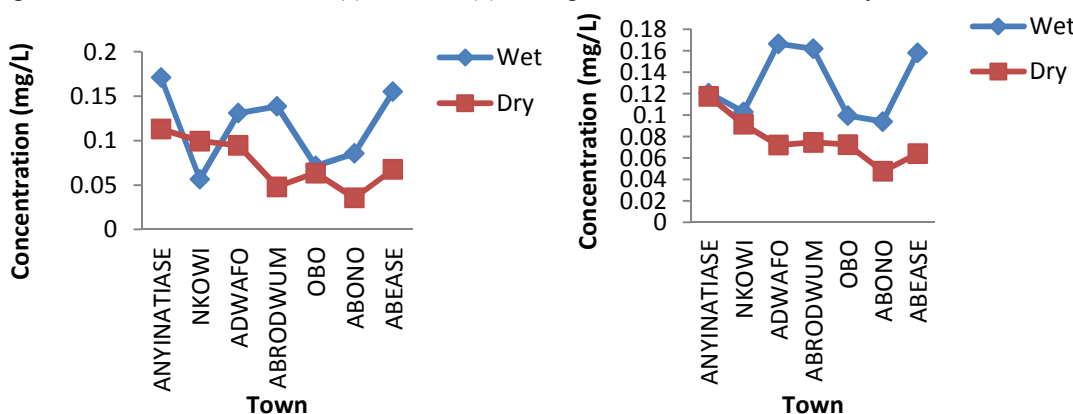 Concentration (mg/L)
0.2
0.15
0.1
0.05
0
Wet
Dry
ANYINATIASE
NKOWI
ADWAFO
ABRODWUM
OBO
ABONO
ABEASE
Town
Concentration (mg/L)
0.18
0.16
0.14
0.12
0.1
0.08
0.06
0.04
0.02
0
Wet
Dry
ANYINATIASE
NKOWI
ADWAFO
ABRODWUM
OBO
ABONO
ABEASE
Town